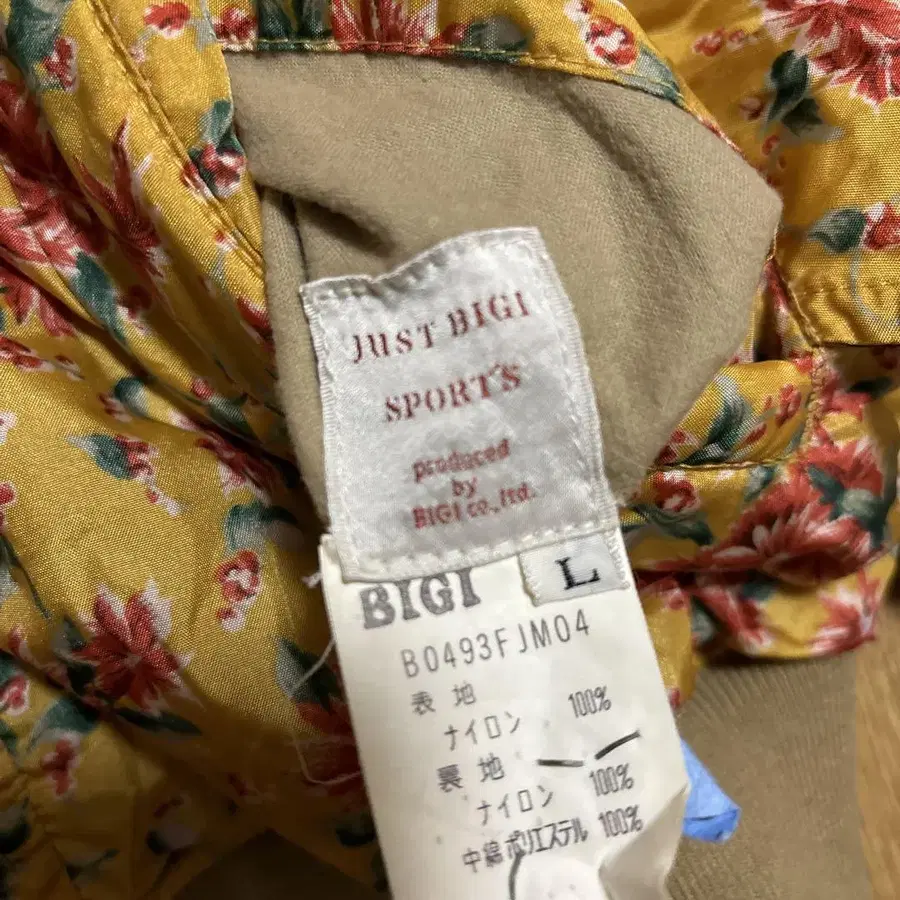 JUST BIGI
SPORT'S
produced
by
BIGI co.,ltd.
L
BIGI
B0493FJM04
表地
ナイロン 100%
裏地
ナイロン 100%
中綿ポリエステル 100%